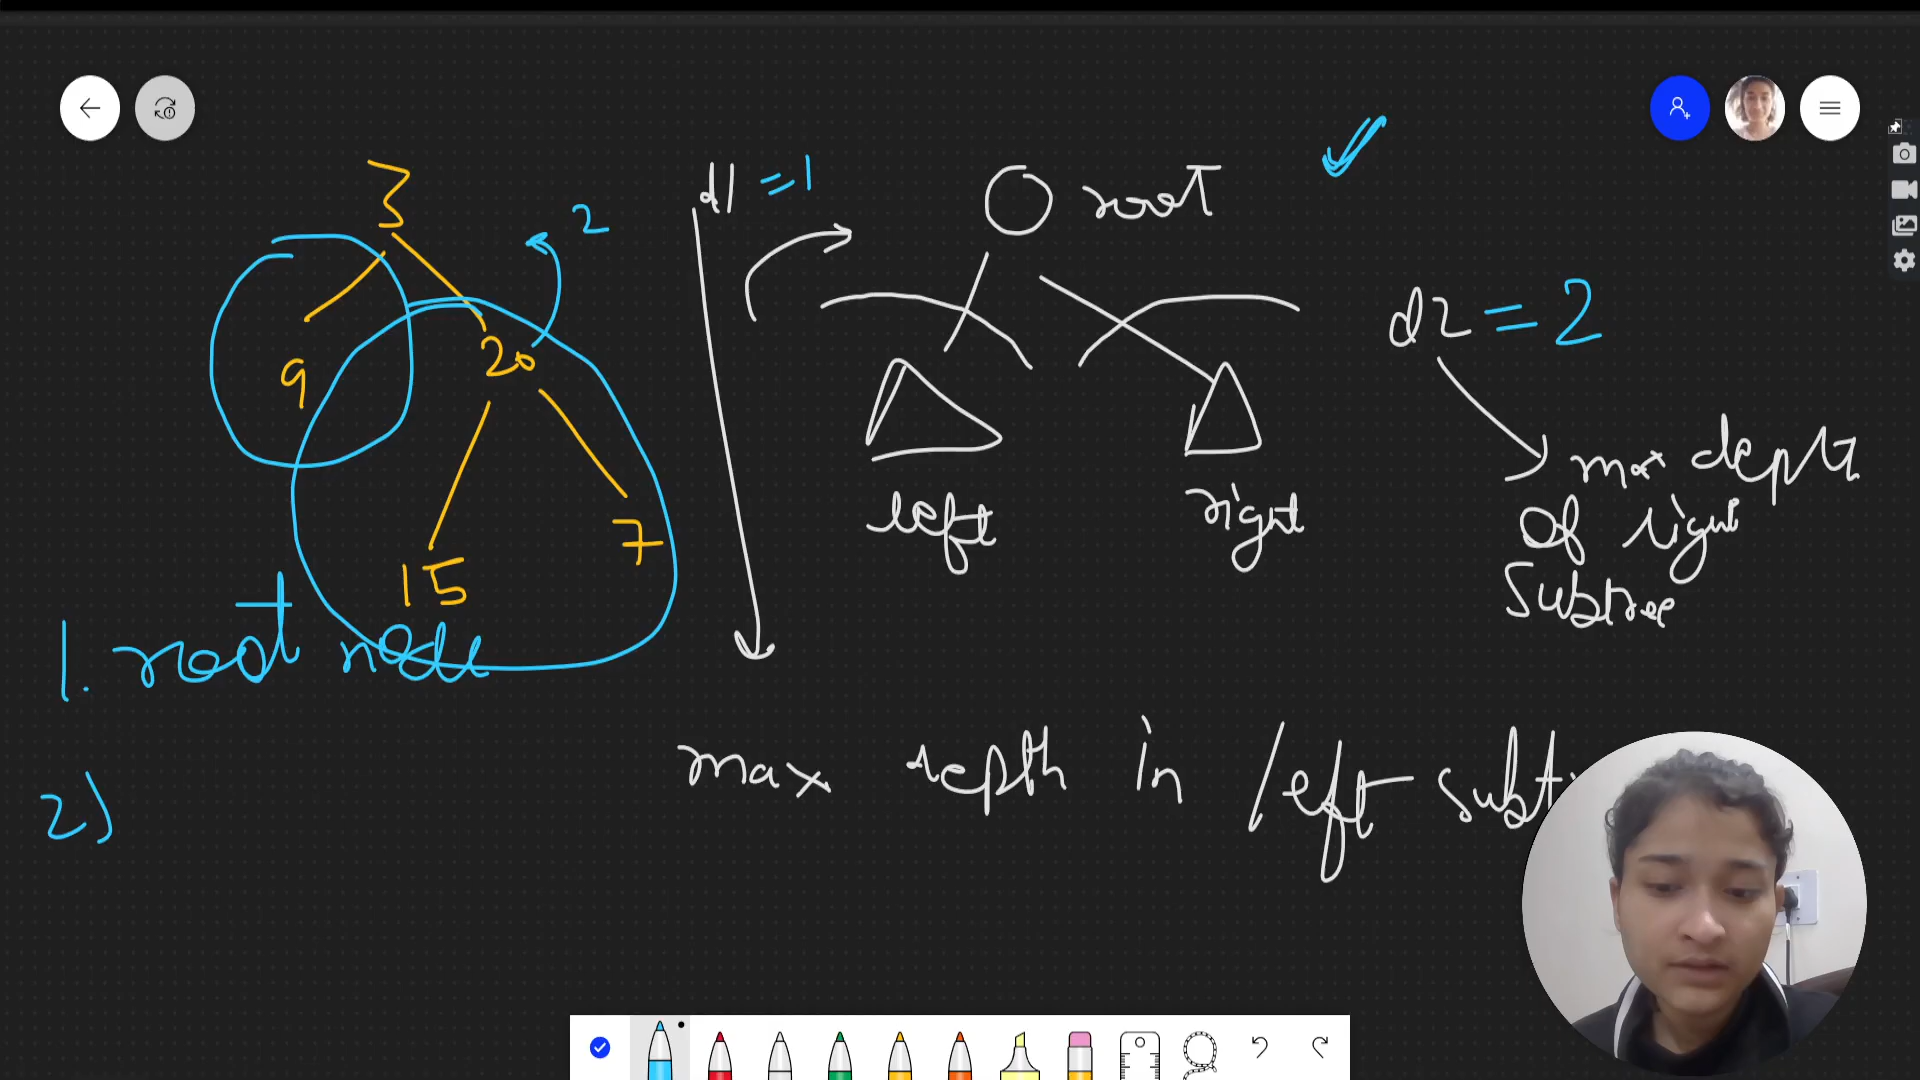 3
2
d1 = 1
root
9
20
d2 = 2
15
7
left
right
max depth
of right
subtree
1. root node
max depth in left subt
2)